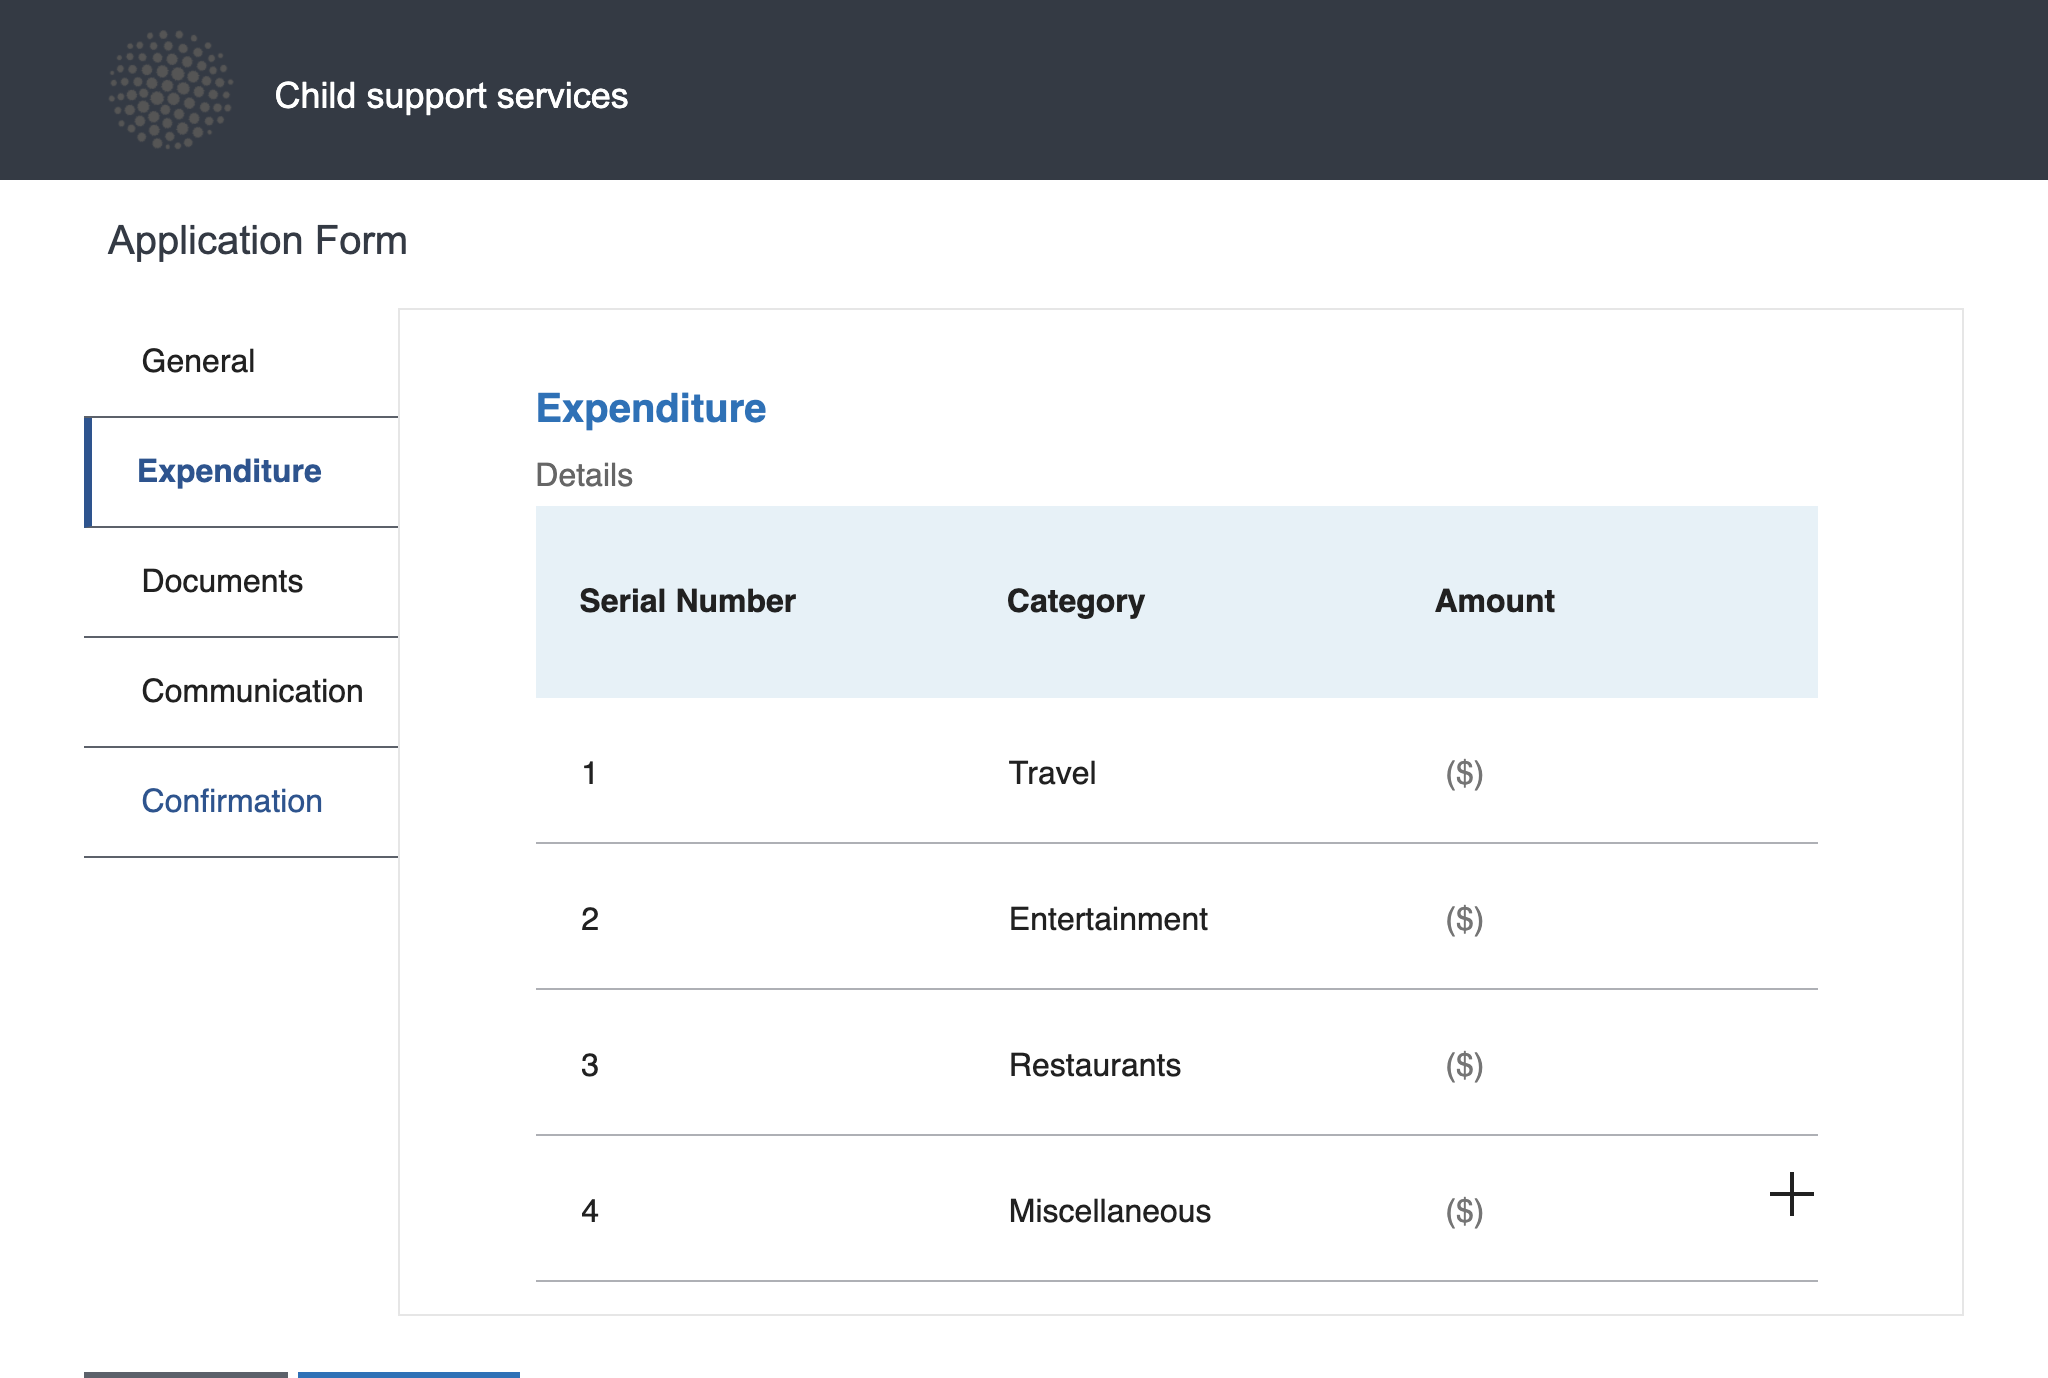 Child support services
Application Form
General
Expenditure
Documents
Communication
Confirmation
Expenditure
Details
Serial Number Category Amount
1 Travel ($)
2 Entertainment ($)
3 Restaurants ($)
4 Miscellaneous ($)